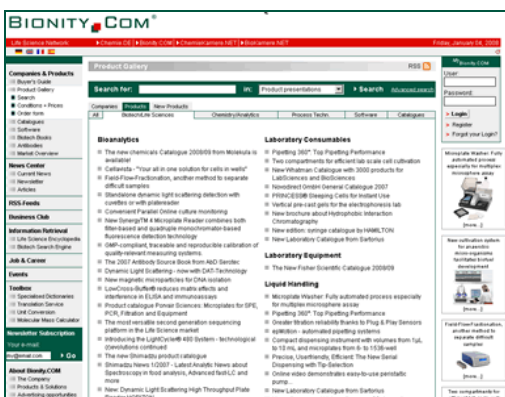 BIONITY.COM®
Life Science Network: Chemie.DE Bionity.COM ChemieKarriere.NET BioKarriere.NET Friday, January 04, 2008
Companies & Products
Buyer's Guide
Product Gallery
Search
Conditions + Prices
Order form
Catalogues
Software
Biotech Books
Antibodies
Market Overview
News Center
Current News
Newsletter
Articles
RSS-Feeds
Business Club
Information Retrieval
Life Science Encyclopedia
Biotech Search Engine
Job & Career
Events
Toolbox
Specialised Dictionaries
Translation Service
Unit Conversion
Molecular Mass Calculator
Newsletter Subscription
Your e-mail:
my@email.com Go
About Bionity.COM
The Company
Products & Solutions
Advertising opportunities
Product Gallery RSS
Search for: in: Product presentations Search Advanced search
Companies Products New Products
All Biotech/Life Sciences Chemistry/Analytics Process Techn. Software Catalogues
Bioanalytics
The new chemicals Catalogue 2008/09 from Molekula is
available!
Cellavista - "Your all in one solution for cells in wells"
Field-Flow-Fractionation, another method to separate
difficult samples
Standalone dynamic light scattering detection with
cuvettes or with platereader
Convenient Parallel Online culture monitoring
New Synergy™ 4 Microplate Reader combines both
filter-based and quadruple monochromator-based
fluorescence detection technology
GMP-compliant, traceable and reproducible calibration of
quality-relevant measuring systems.
The 2007 Antibody Source Book from AbD Serotec
Dynamic Light Scattering - now with DAT-Technology
New magnetic nanoparticles for DNA isolation
LowCross-Buffer® reduces matrix effects and
interference in ELISA and immunoassays
Product catalogue Porvair Sciences: Microplates for SPE,
PCR, Filtration and Equipment
The most versatile second generation sequencing
platform in the Life Science market
Introducing the LightCycler® 480 System - technological
(r)evolutions continued
The new Shimadzu product catalogue
Shimadzu News 1/2007 - Latest Analytic News about
Spectroscopy in food analysis, Advanced fast-LC and
more
New: Dynamic Light Scattering High Throughput Plate
Laboratory Consumables
Pipetting 360°: Top Pipetting Performance
Two compartments for efficient lab scale cell cultivation
New Whatman Catalogue with 3000 products for
LabSciences and BioSciences
Novodirect GmbH General Catalogue 2007
PRINCESS® Sleeping Cells for Instant Use
Vertical pre-cast gels for the electrophoresis lab
New brochure about Hydrophobic Interaction
Chromatography
New edition: syringe catalogue by HAMILTON
New Laboratory Catalogue from Sartorius
Laboratory Equipment
The New Fisher Scientific Catalogue 2008/09
Liquid Handling
Microplate Washer: Fully automated process especially
for multiplex microsphere assay
Pipetting 360°: Top Pipetting Performance
Greater titration reliability thanks to Plug & Play Sensors
epMotion - automated pipetting systems
Compact dispensing instrument with volumes from 1µL
to 10 mL and microplates from 6- to 1536-well
Precise, Userfriendly, Efficient: The New Serial
Dispensing with Tip-Selection
Online video demonstrates easy-to-use peristaltic
pump...
New Laboratory Catalogue from Sartorius
my Bionity.COM
User:
Password:
Login
Register
Forgot your Login?
Microplate Washer: Fully
automated process
especially for multiplex
microsphere assay
[more...]
New cultivation system
for anaerobic
micro-organisms
facilitates biofuel
development
[more...]
Field-Flow-Fractionation,
another method to
separate difficult
samples
[more...]
Two compartments for